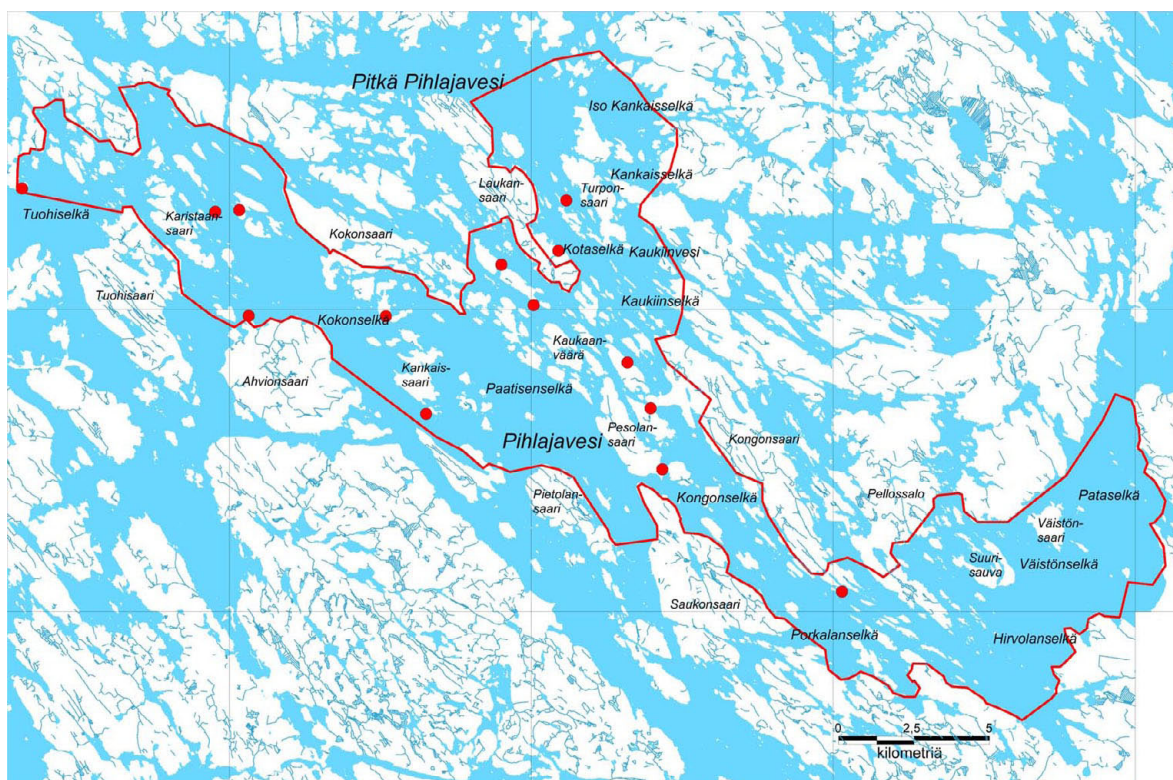 Pitkä Pihlajavesi
Iso Kankaisselkä
Kankaisselkä
Laukan-
saari
Turpon-
saari
Tuohiselkä
Karistaan-
saari
Kokonsaari
Kotaselkä
Kaukiinvesi
Tuohisaari
Kokonselkä
Kaukiinselkä
Kaukaan-
väärä
Ahvionsaari
Kankais-
saari
Paatisenselkä
Pihlajavesi
Pesolan-
saari
Kongonsaari
Pietolan-
saari
Kongonselkä
Pellossalo
Pataselkä
Väistön-
saari
Suuri-
sauva
Väistönselkä
Saukonsaari
Porkalanselkä
Hirvolanselkä
0 2,5 5
kilometriä